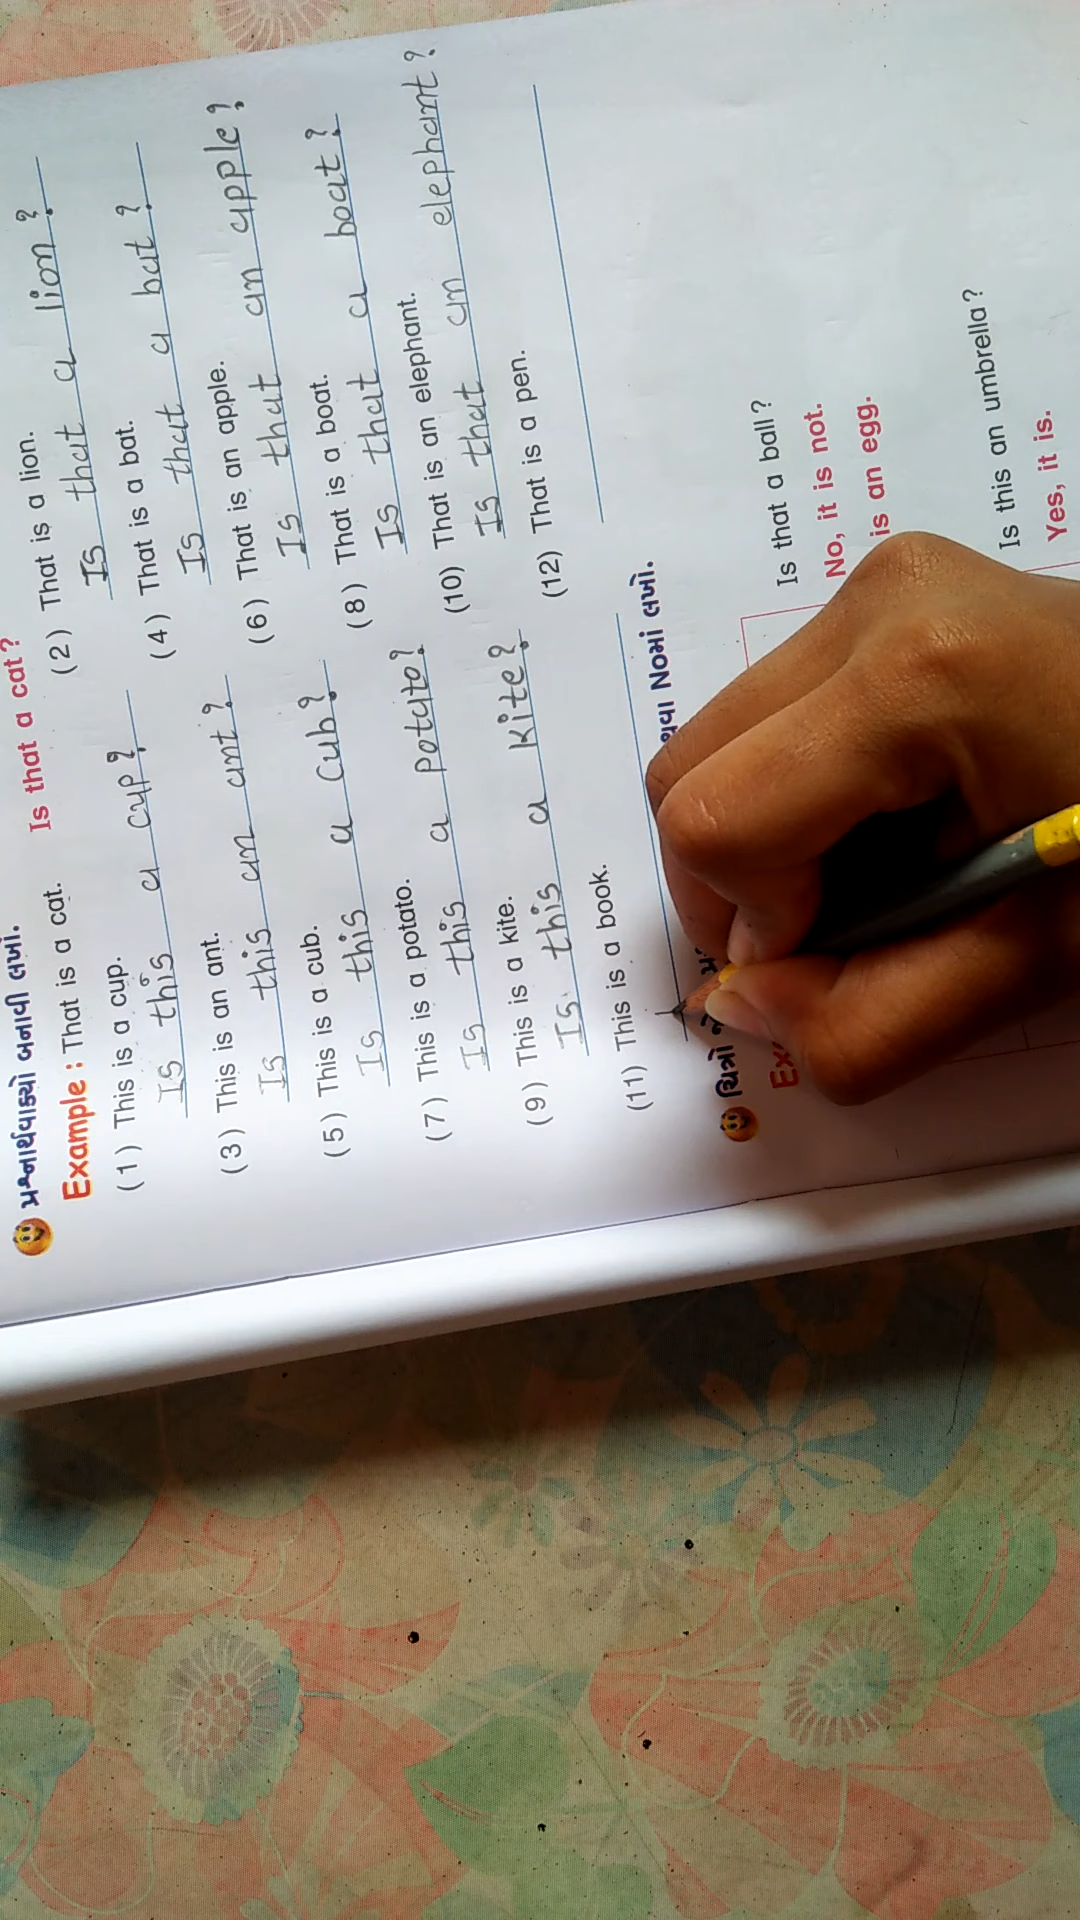 પ્રશ્નાર્થવાક્યો બનાવી લખો.
Example : That is a cat. Is that a cat?
(1) This is a cup.
Is this a cup?
(2) That is a lion.
Is that a lion?
(3) This is an ant.
Is this an ant?
(4) That is a bat.
Is that a bat?
(5) This is a cub.
Is this a cub?
(6) That is an apple.
Is that an apple?
(7) This is a potato.
Is this a potato?
(8) That is a boat.
Is that a boat?
(9) This is a kite.
Is this a kite?
(10) That is an elephant.
Is that an elephant?
(11) This is a book.
(12) That is a pen.
ચિત્રો Noમાં લખો.
Is that a ball?
No, it is not.
is an egg.
Is this an umbrella?
Yes, it is.